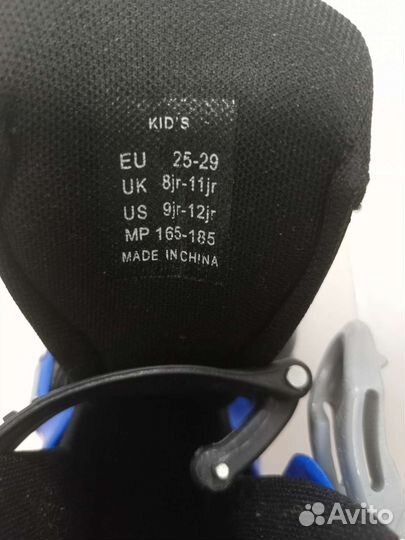 KID'S
EU 25-29
UK 8jr-11jr
US 9jr-12jr
MP 165-185
MADE IN CHINA
Avito